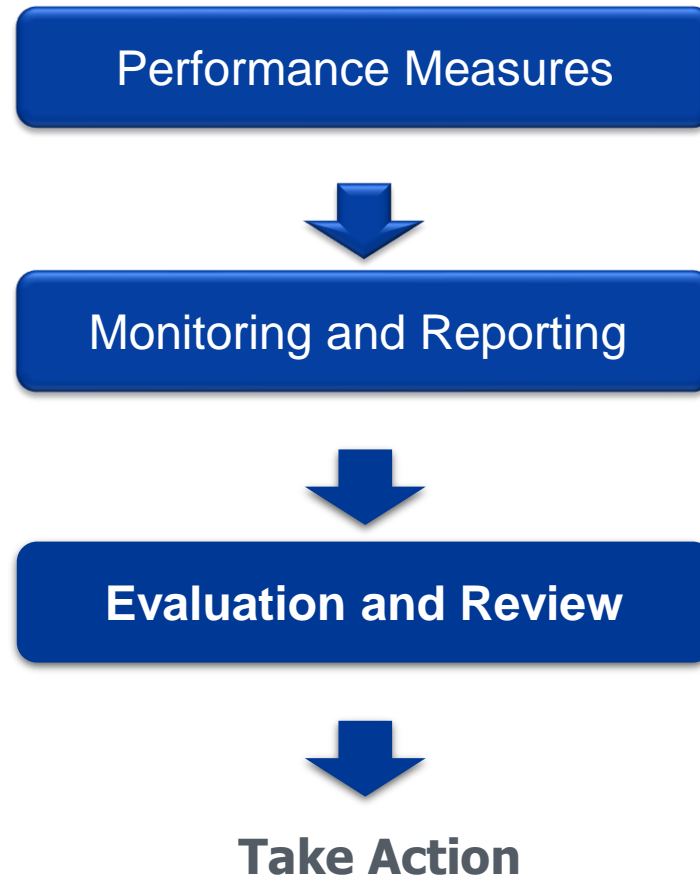 Performance Measures
Monitoring and Reporting
Evaluation and Review
Take Action